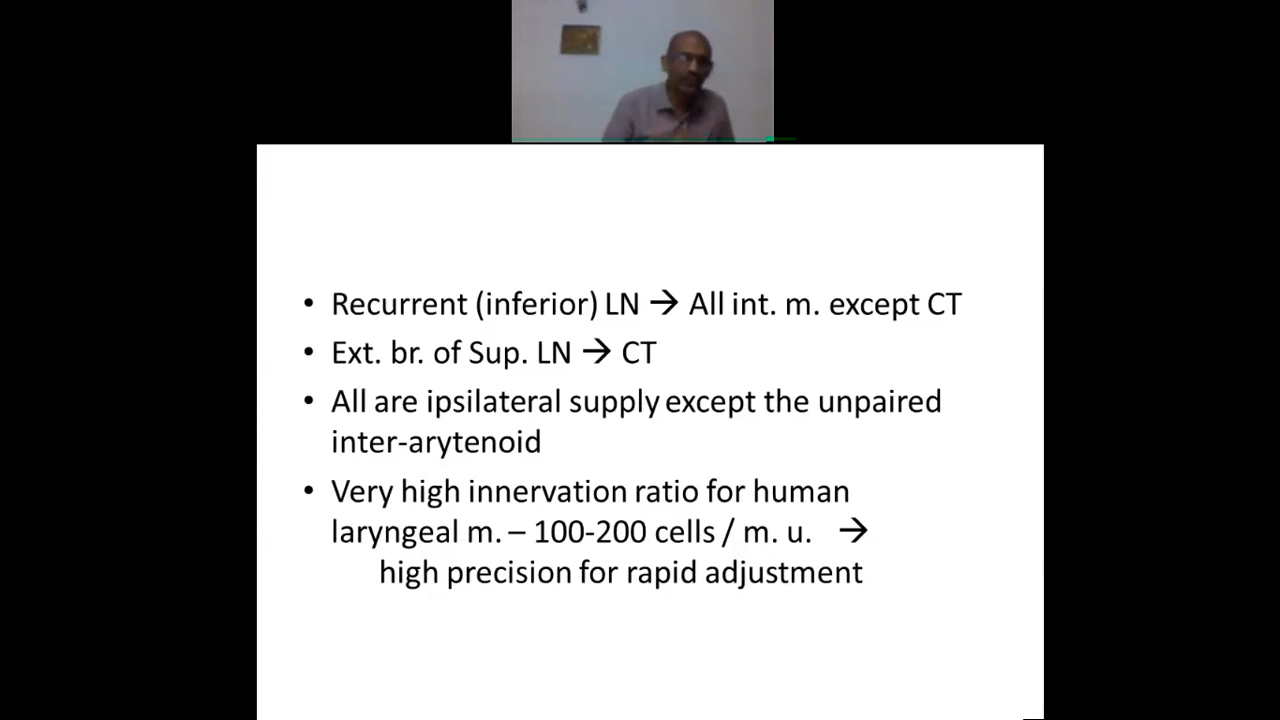 • Recurrent (inferior) LN → All int. m. except CT
• Ext. br. of Sup. LN → CT
• All are ipsilateral supply except the unpaired
inter-arytenoid
• Very high innervation ratio for human
laryngeal m. – 100-200 cells / m. u. →
high precision for rapid adjustment